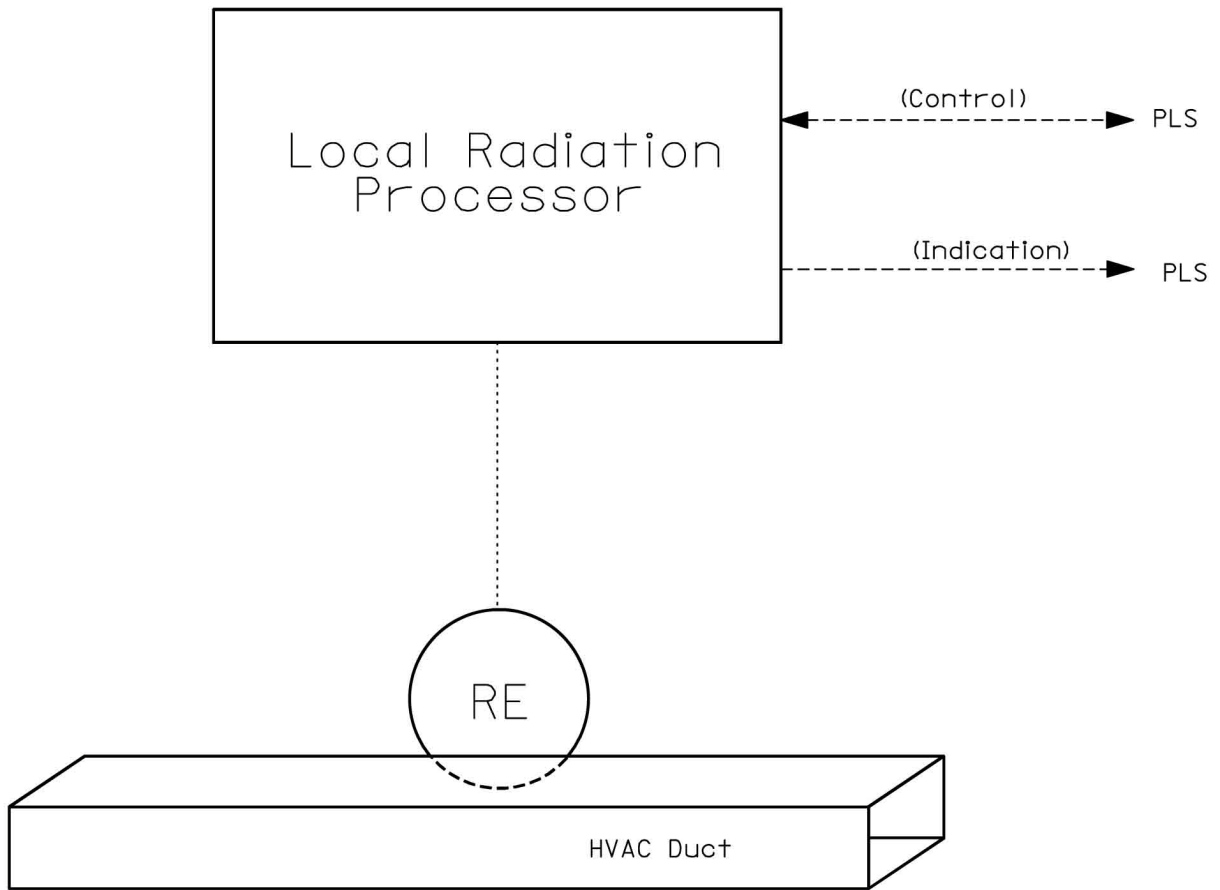 Local Radiation
Processor
(Control)
PLS
(Indication)
PLS
RE
HVAC Duct